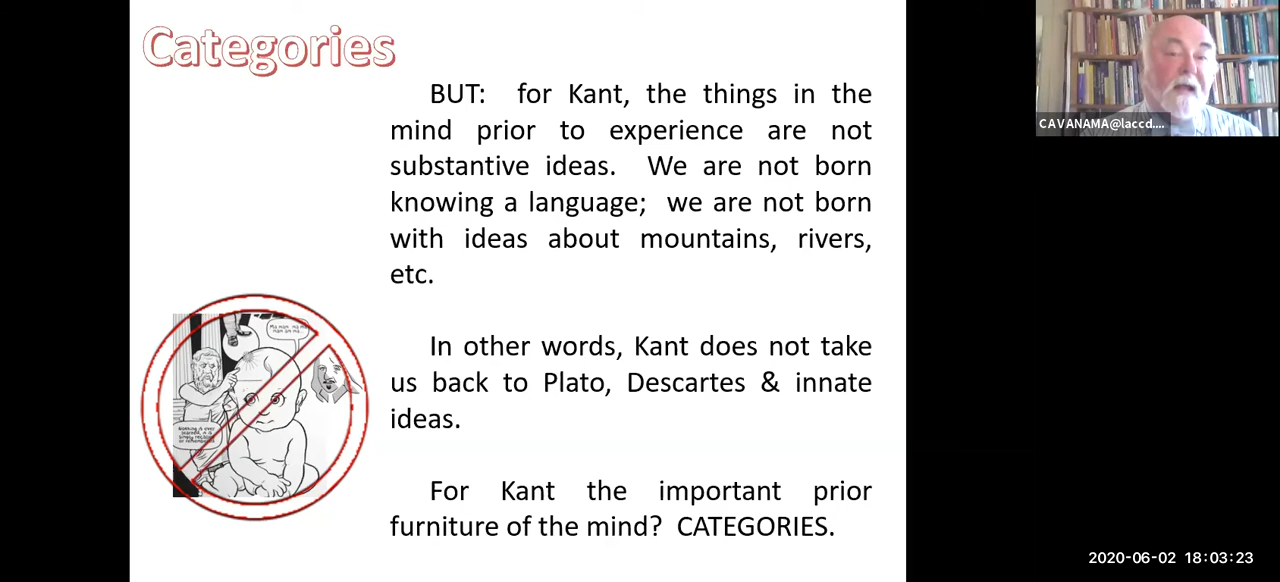 Categories
BUT: for Kant, the things in the
mind prior to experience are not
substantive ideas. We are not born
knowing a language; we are not born
with ideas about mountains, rivers,
etc.
In other words, Kant does not take
us back to Plato, Descartes & innate
ideas.
For Kant the important prior
furniture of the mind? CATEGORIES.
Nothing is ever
CAVANAMA@laccd....
2020-06-02 18:03:23